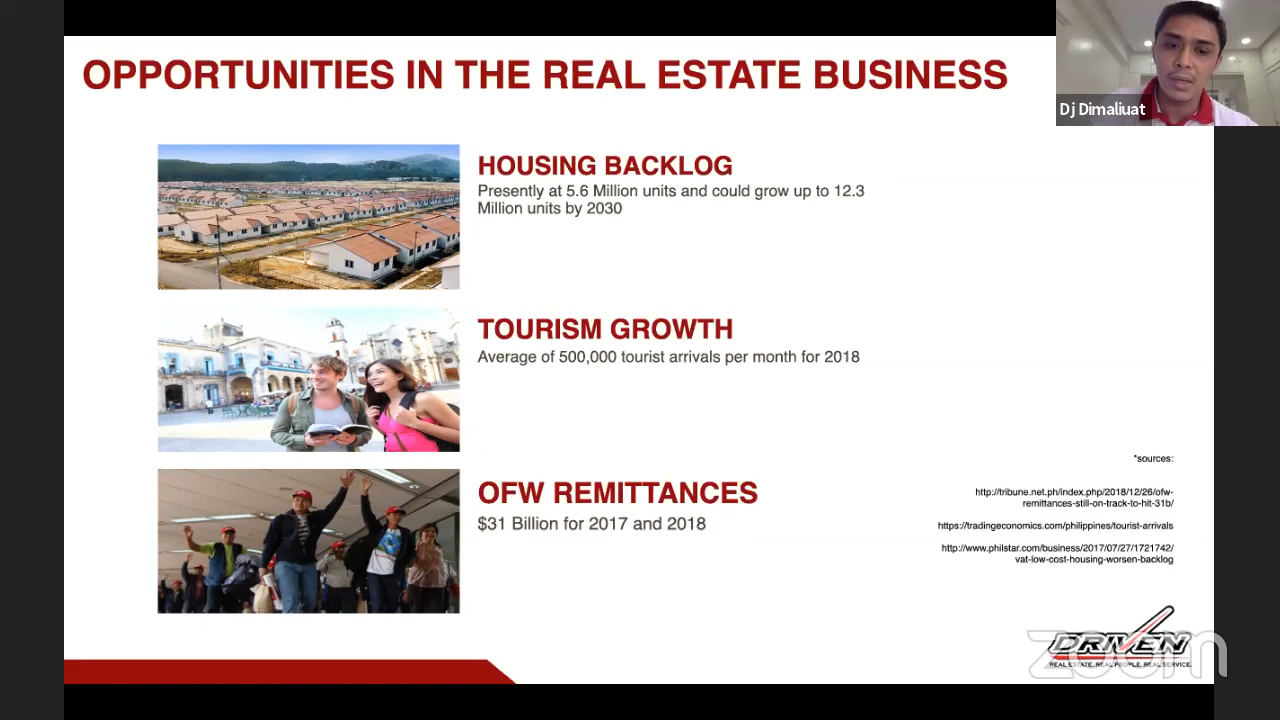 OPPORTUNITIES IN THE REAL ESTATE BUSINESS
Dj Dimaliuat
HOUSING BACKLOG
Presently at 5.6 Million units and could grow up to 12.3
Million units by 2030
TOURISM GROWTH
Average of 500,000 tourist arrivals per month for 2018
OFW REMITTANCES
$31 Billion for 2017 and 2018
*sources:
http://tribune.net.ph/index.php/2018/12/26/ofw-
remittances-still-on-track-to-hit-31b/
https://tradingeconomics.com/philippines/tourist-arrivals
http://www.philstar.com/business/2017/07/27/1721742/
vat-low-cost-housing-worsen-backlog
DRIVEN
REAL ESTATE. REAL PEOPLE. REAL SERVICE.
zoom